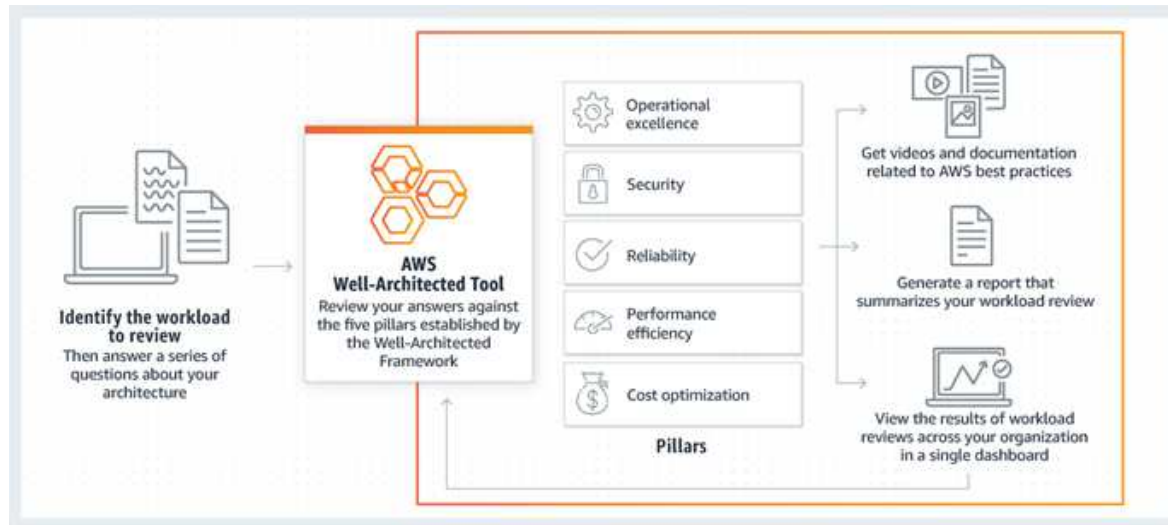 Identify the workload
to review
Then answer a series of
questions about your
architecture
AWS
Well-Architected Tool
Review your answers against
the five pillars established by
the Well-Architected
Framework
Operational
excellence
Security
Reliability
Performance
efficiency
Cost optimization
Pillars
Get videos and documentation
related to AWS best practices
Generate a report that
summarizes your workload review
View the results of workload
reviews across your organization
in a single dashboard